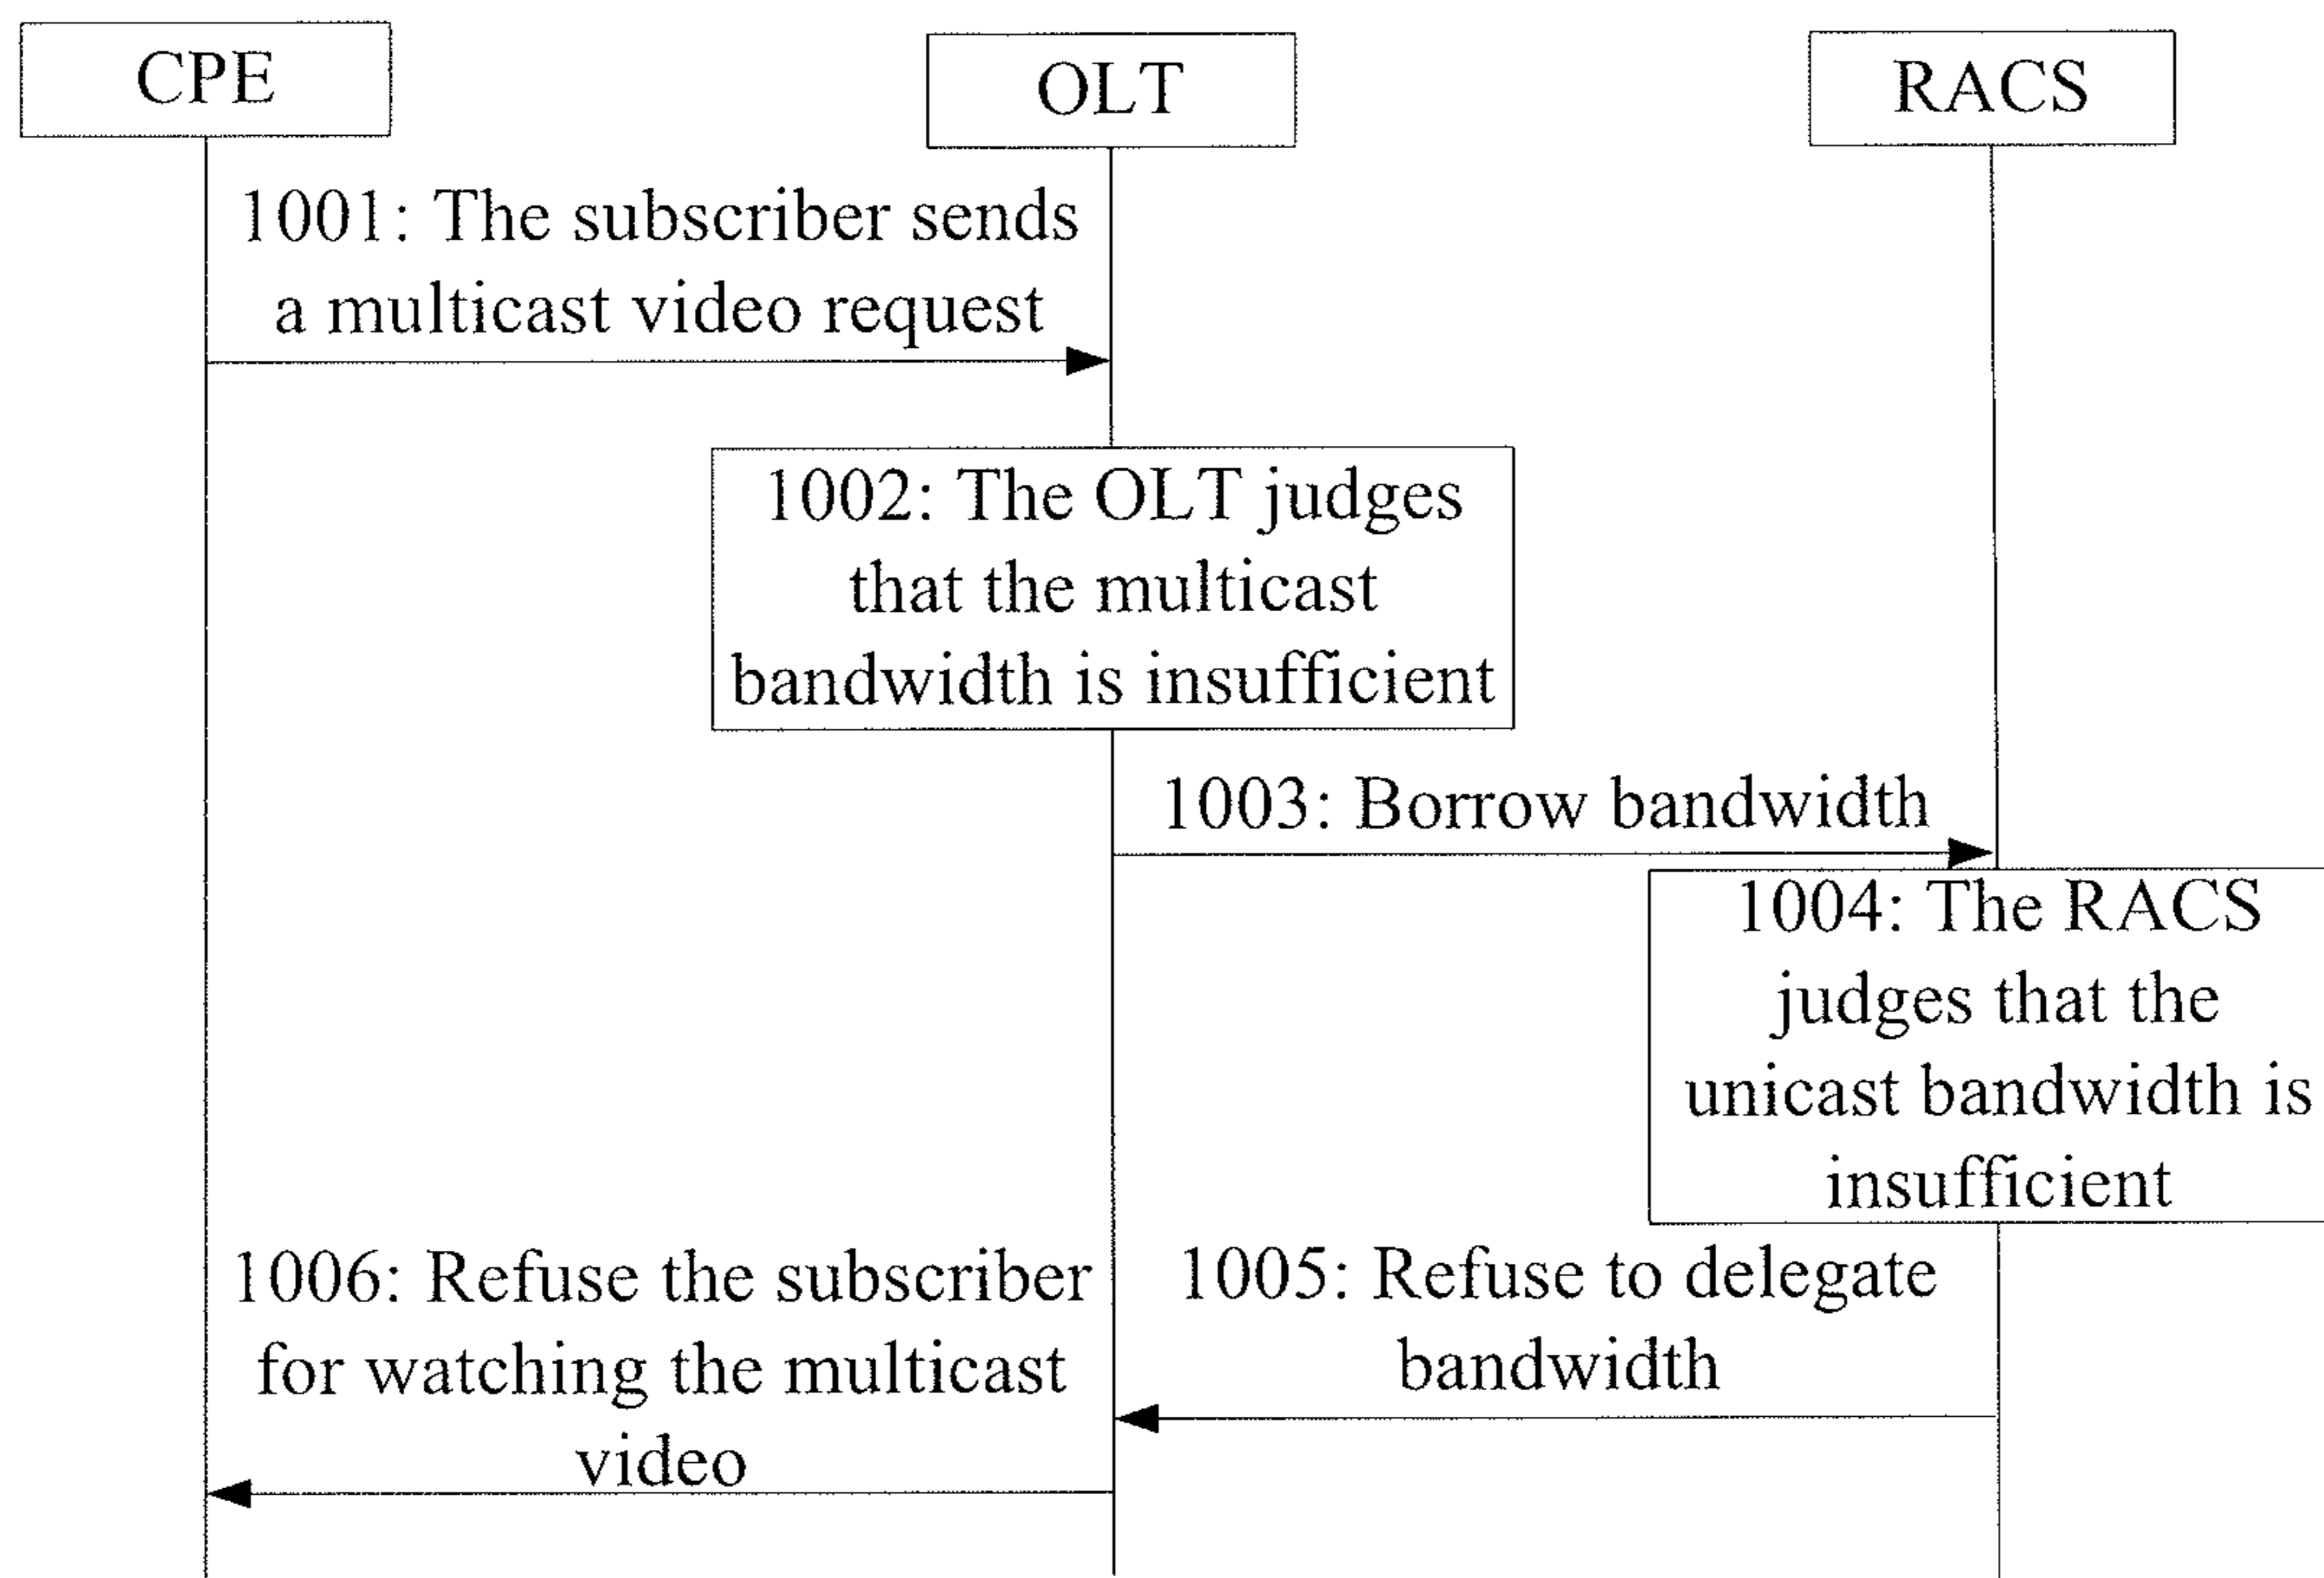 CPE
OLT
RACS
1001: The subscriber sends
a multicast video request
1002: The OLT judges
that the multicast
bandwidth is insufficient
1003: Borrow bandwidth
1004: The RACS
judges that the
unicast bandwidth is
insufficient
1005: Refuse to delegate
bandwidth
1006: Refuse the subscriber
for watching the multicast
video